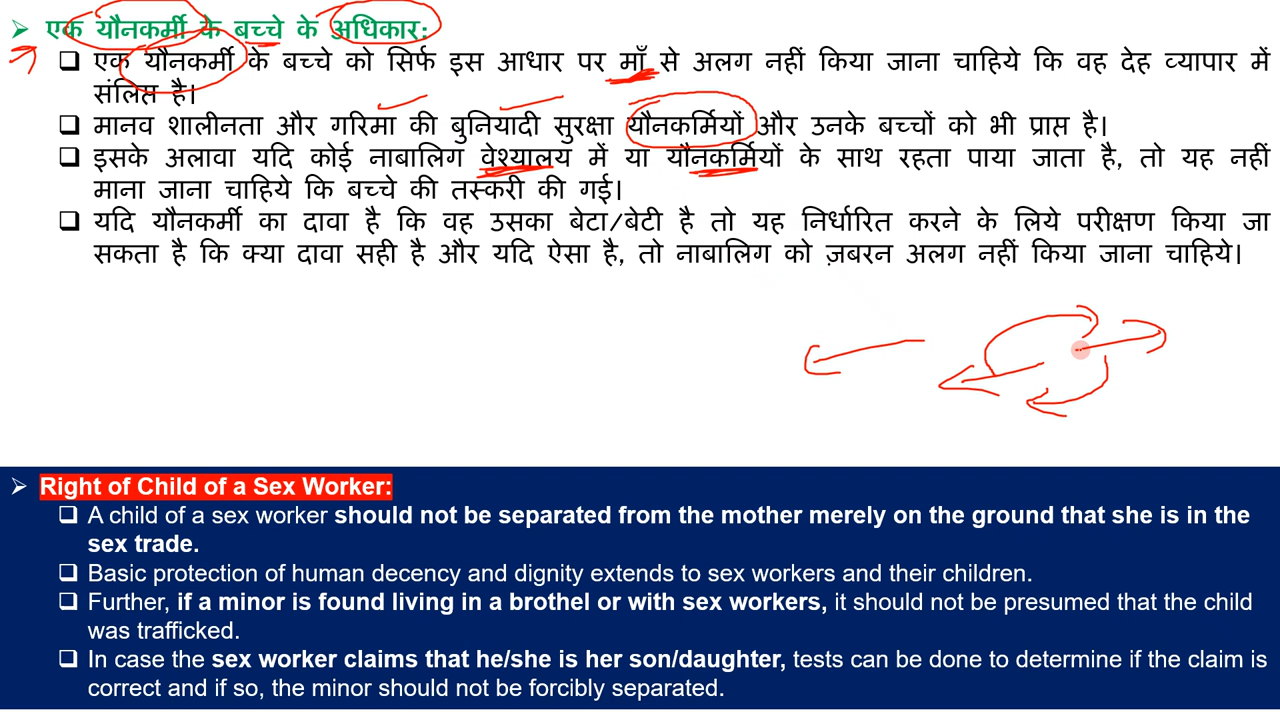 ➢ एक यौनकर्मी के बच्चे के अधिकार:
❑ एक यौनकर्मी के बच्चे को सिर्फ इस आधार पर माँ से अलग नहीं किया जाना चाहिये कि वह देह व्यापार में
संलिप्त है।
❑ मानव शालीनता और गरिमा की बुनियादी सुरक्षा यौनकर्मियों और उनके बच्चों को भी प्राप्त है।
❑ इसके अलावा यदि कोई नाबालिग वेश्यालय में या यौनकर्मियों के साथ रहता पाया जाता है, तो यह नहीं
माना जाना चाहिये कि बच्चे की तस्करी की गई।
❑ यदि यौनकर्मी का दावा है कि वह उसका बेटा/बेटी है तो यह निर्धारित करने के लिये परीक्षण किया जा
सकता है कि क्या दावा सही है और यदि ऐसा है, तो नाबालिग को ज़बरन अलग नहीं किया जाना चाहिये।
➢ Right of Child of a Sex Worker:
❑ A child of a sex worker should not be separated from the mother merely on the ground that she is in the
sex trade.
❑ Basic protection of human decency and dignity extends to sex workers and their children.
❑ Further, if a minor is found living in a brothel or with sex workers, it should not be presumed that the child
was trafficked.
❑ In case the sex worker claims that he/she is her son/daughter, tests can be done to determine if the claim is
correct and if so, the minor should not be forcibly separated.